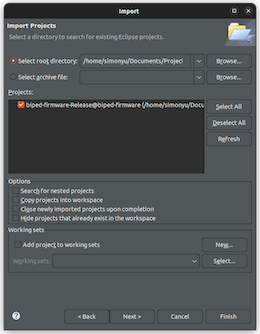 Import
Import Projects
Select a directory to search for existing Eclipse projects.
Select root directory: /home/simonyu/Documents/Project Browse...
Select archive file: Browse...
Projects:
biped-firmware-Release@biped-firmware (/home/simonyu/Docu Select All
Deselect All
Refresh
Options
Search for nested projects
Copy projects into workspace
Close newly imported projects upon completion
Hide projects that already exist in the workspace
Working sets
Add project to working sets New...
Working sets: Select...
< Back Next > Cancel Finish